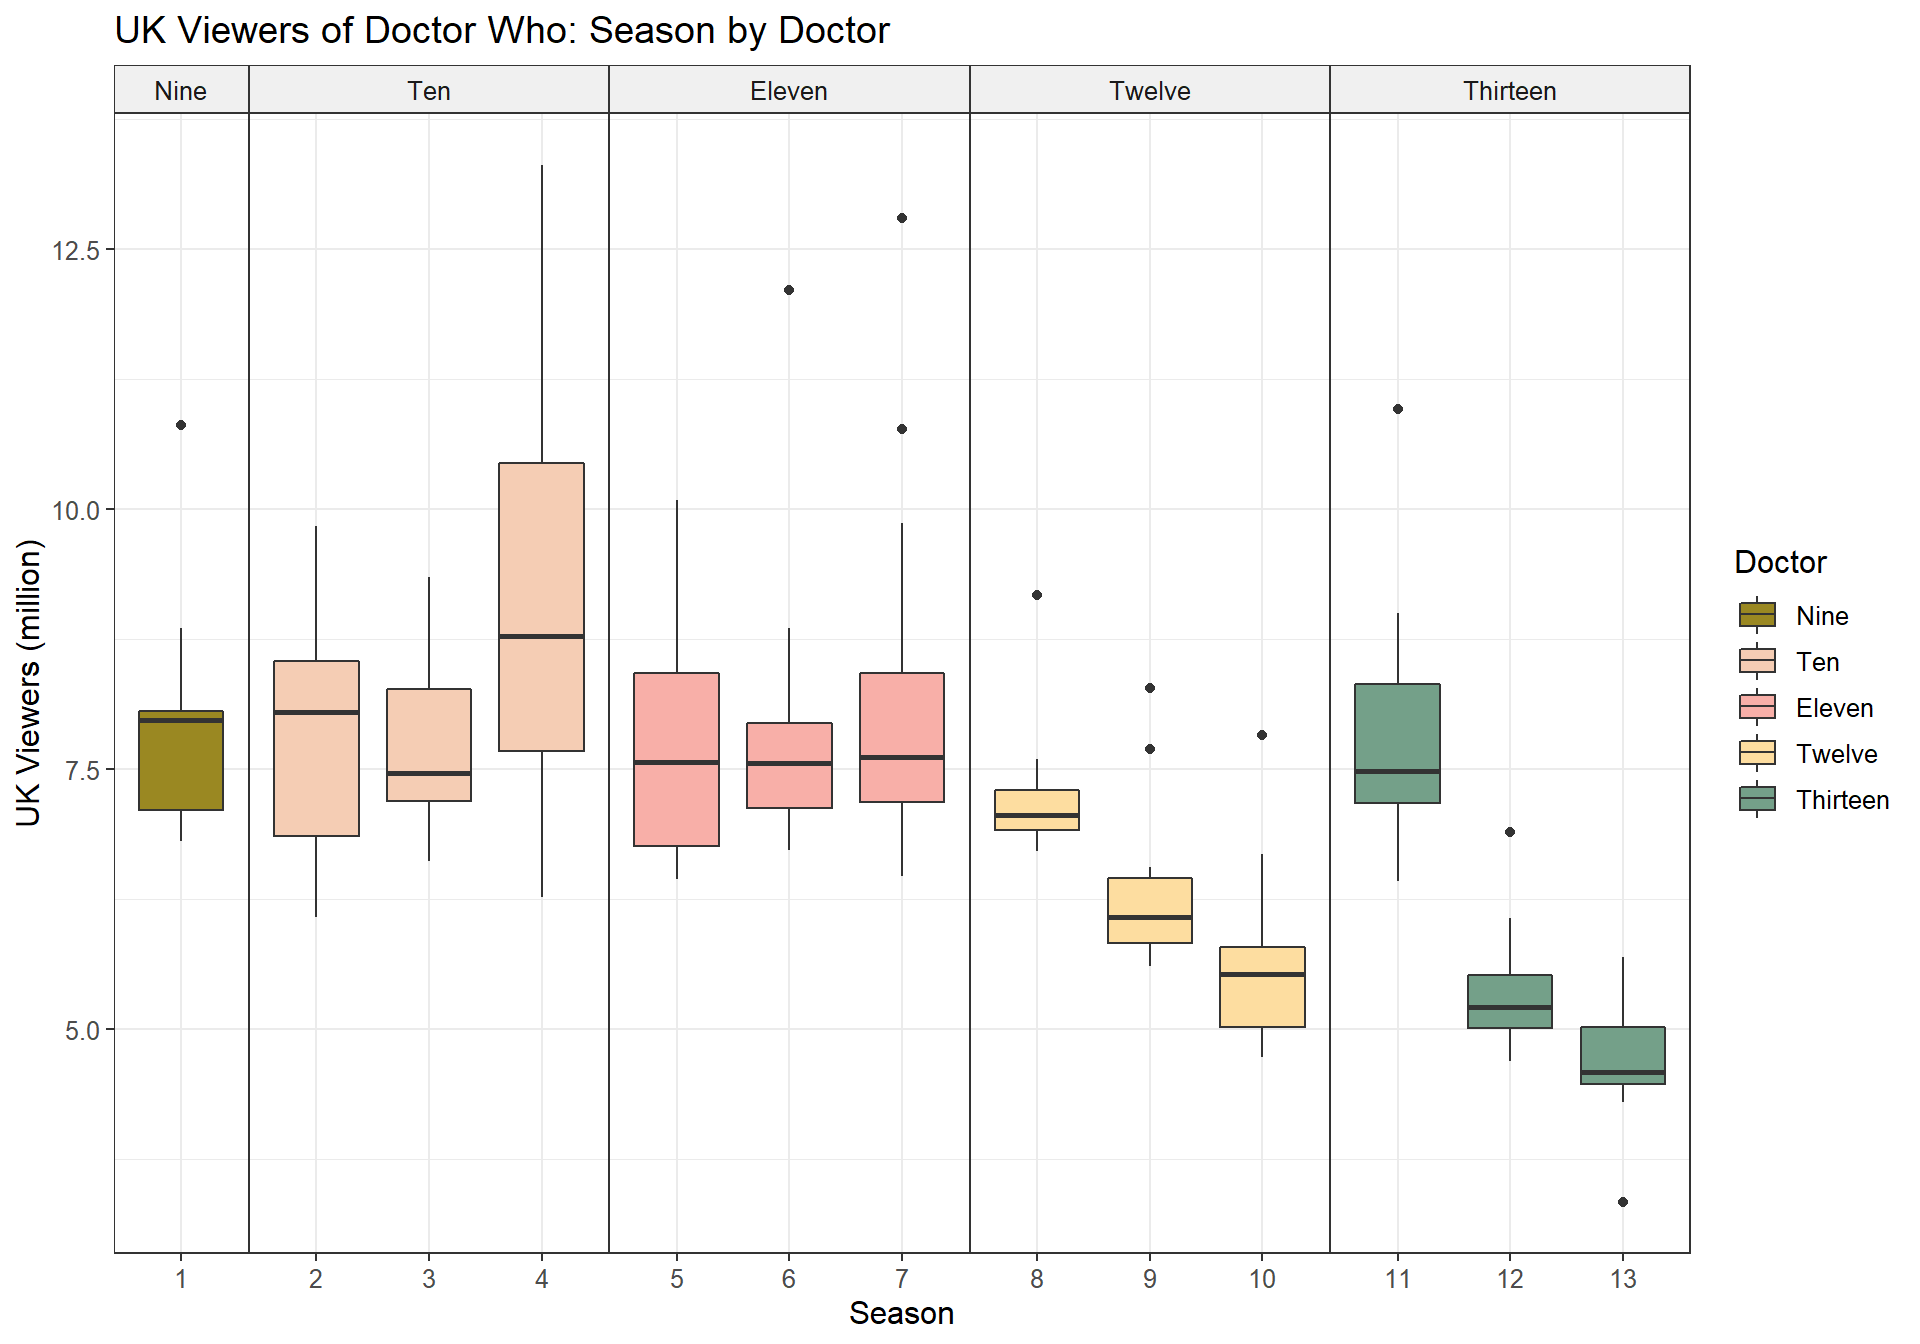 UK Viewers of Doctor Who: Season by Doctor
Nine
Ten
Eleven
Twelve
Thirteen
UK Viewers (million)
12.5
10.0
7.5
5.0
1
2
3
4
5
6
7
8
9
10
11
12
13
Season
Doctor
Nine
Ten
Eleven
Twelve
Thirteen